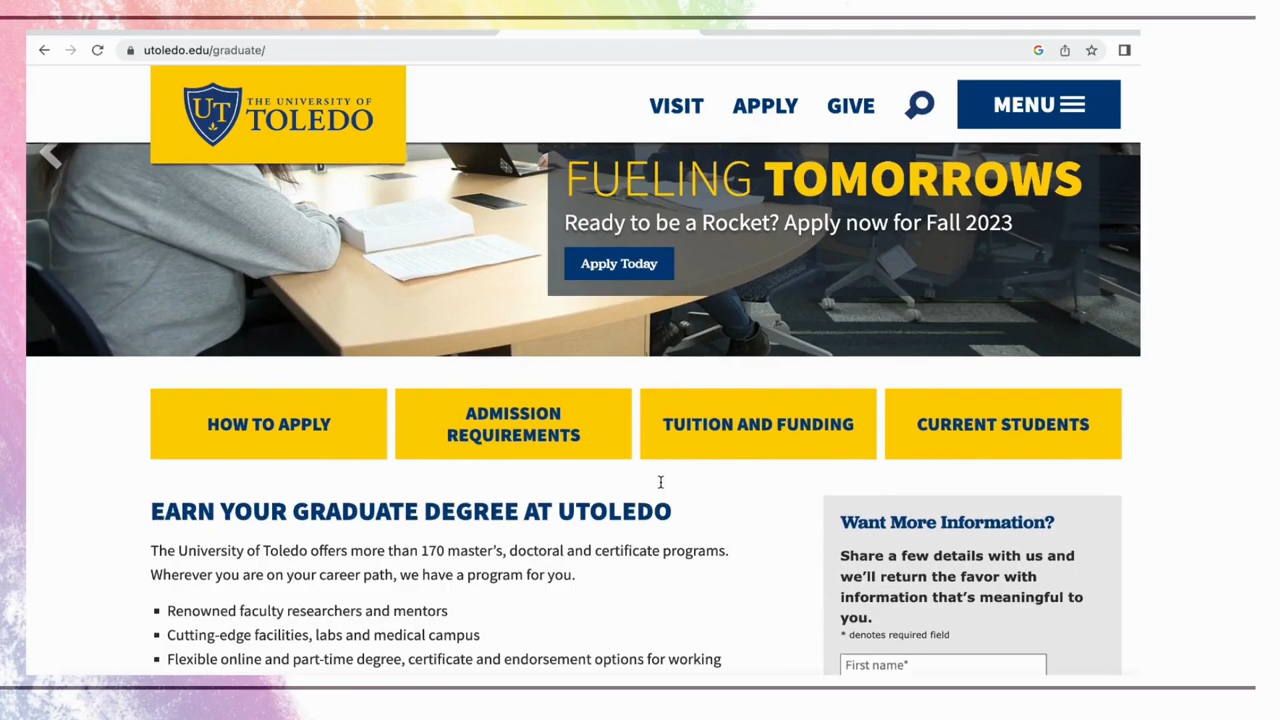 utoledo.edu/graduate/
UT
THE UNIVERSITY OF
TOLEDO
VISIT
APPLY
GIVE
MENU
FUELING TOMORROWS
Ready to be a Rocket? Apply now for Fall 2023
Apply Today
HOW TO APPLY
ADMISSION
REQUIREMENTS
TUITION AND FUNDING
CURRENT STUDENTS
EARN YOUR GRADUATE DEGREE AT UTOLEDO
The University of Toledo offers more than 170 master's, doctoral and certificate programs.
Wherever you are on your career path, we have a program for you.
▪ Renowned faculty researchers and mentors
▪ Cutting-edge facilities, labs and medical campus
▪ Flexible online and part-time degree, certificate and endorsement options for working
Want More Information?
Share a few details with us and
we'll return the favor with
information that's meaningful to
you.
* denotes required field
First name*